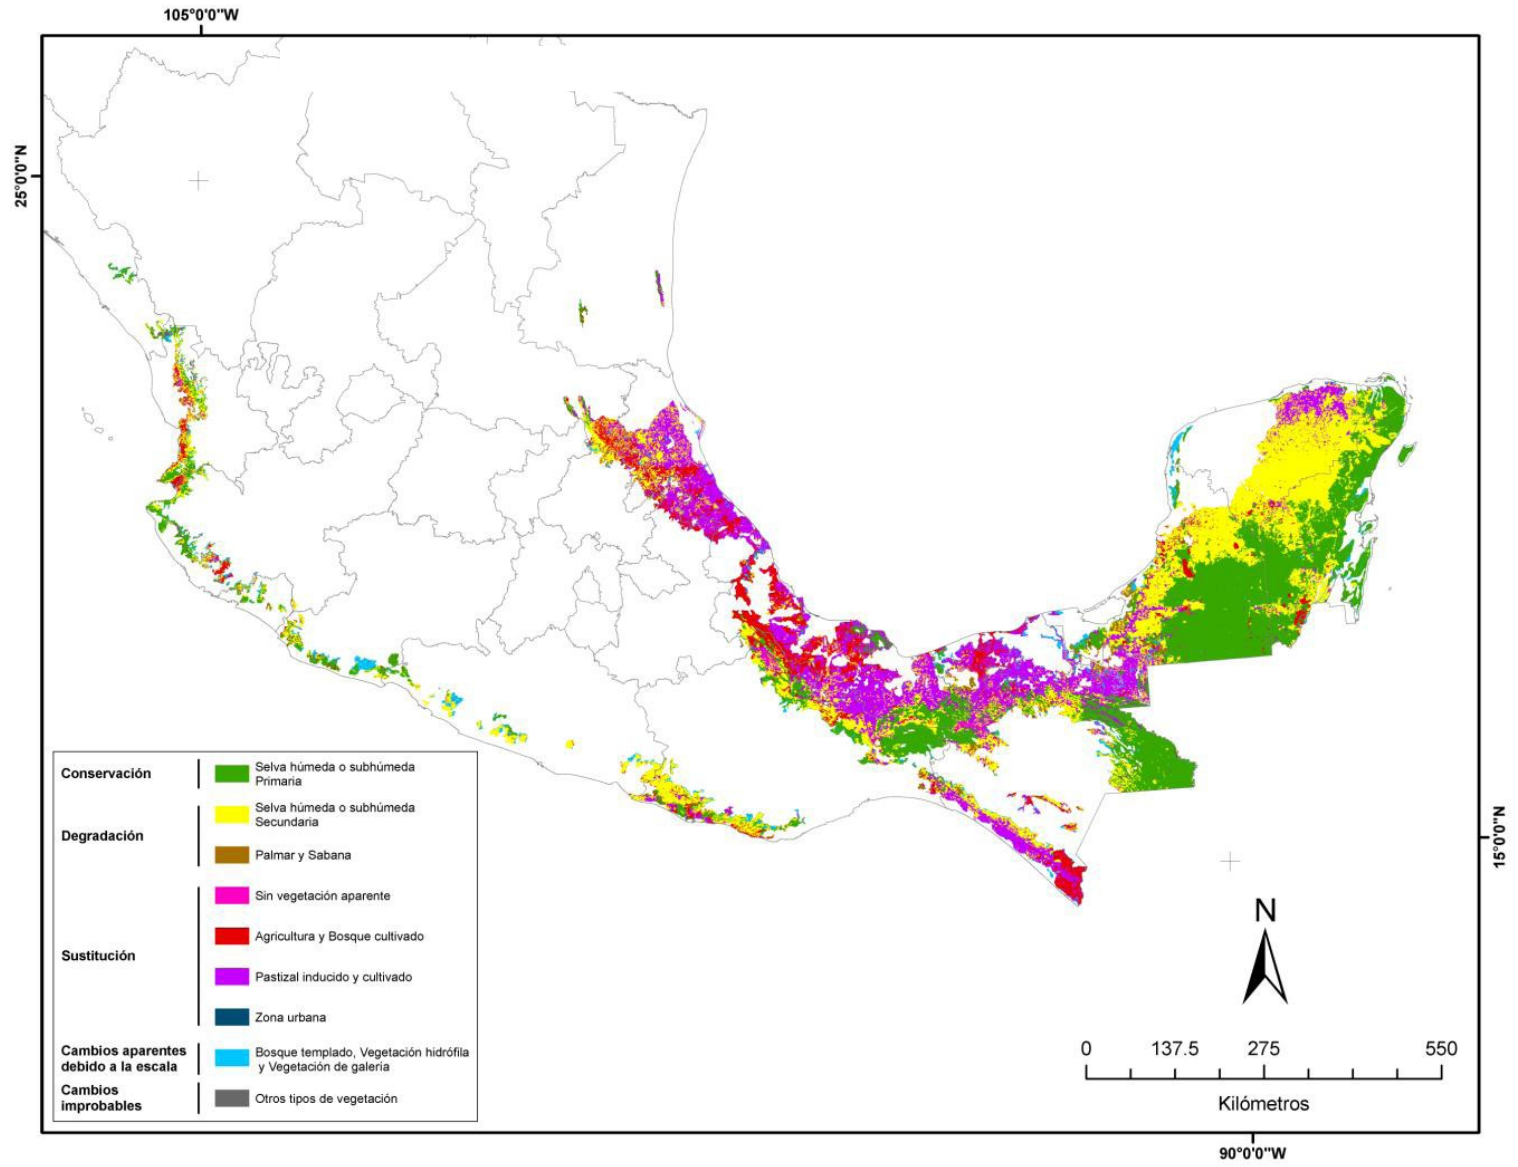 105°0'0"W
25°0'0"N
Conservación
Selva húmeda o subhúmeda
Primaria
Degradación
Selva húmeda o subhúmeda
Secundaria
Palmar y Sabana
Sustitución
Sin vegetación aparente
Agricultura y Bosque cultivado
Pastizal inducido y cultivado
Zona urbana
Cambios aparentes
debido a la escala
Bosque templado, Vegetación hidrófila
y Vegetación de galería
Cambios
improbables
Otros tipos de vegetación
15°0'0"N
N
0 137.5 275 550
Kilómetros
90°0'0"W